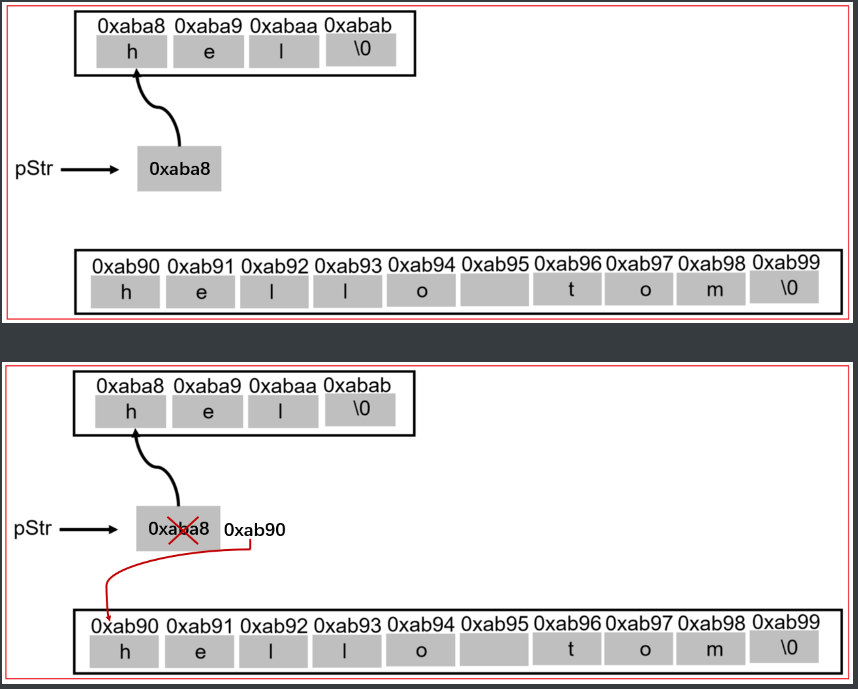 0xaba8 0xaba9 0xabaa 0xabab
h e l \0
pStr 0xaba8
0xab90 0xab91 0xab92 0xab93 0xab94 0xab95 0xab96 0xab97 0xab98 0xab99
h e l l o t o m \0
0xaba8 0xaba9 0xabaa 0xabab
h e l \0
pStr 0xaba8 0xab90
0xab90 0xab91 0xab92 0xab93 0xab94 0xab95 0xab96 0xab97 0xab98 0xab99
h e l l o t o m \0